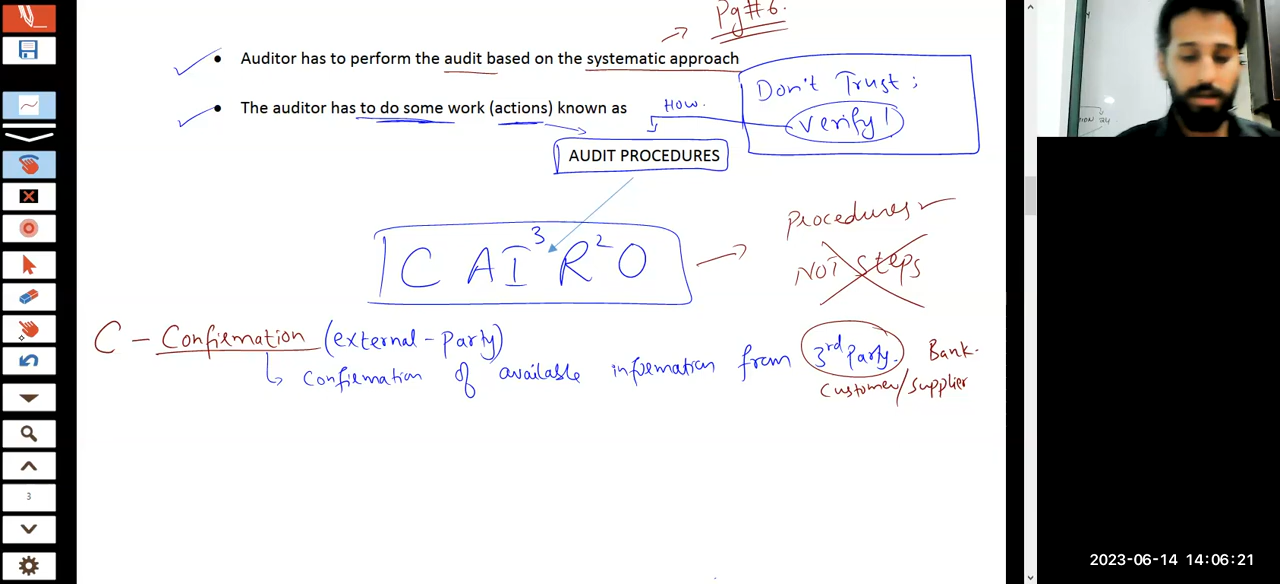 Pg#6.
• Auditor has to perform the audit based on the systematic approach
Don't Trust;
• The auditor has to do some work (actions) known as
How.
verify!
AUDIT PROCEDURES
C AI³R²O
Procedures
NOT Steps
C - Confirmation (external-party)
Confirmation of available information from 3rd Party. Bank.
Customer/Supplier
3
2023-06-14 14:06:21